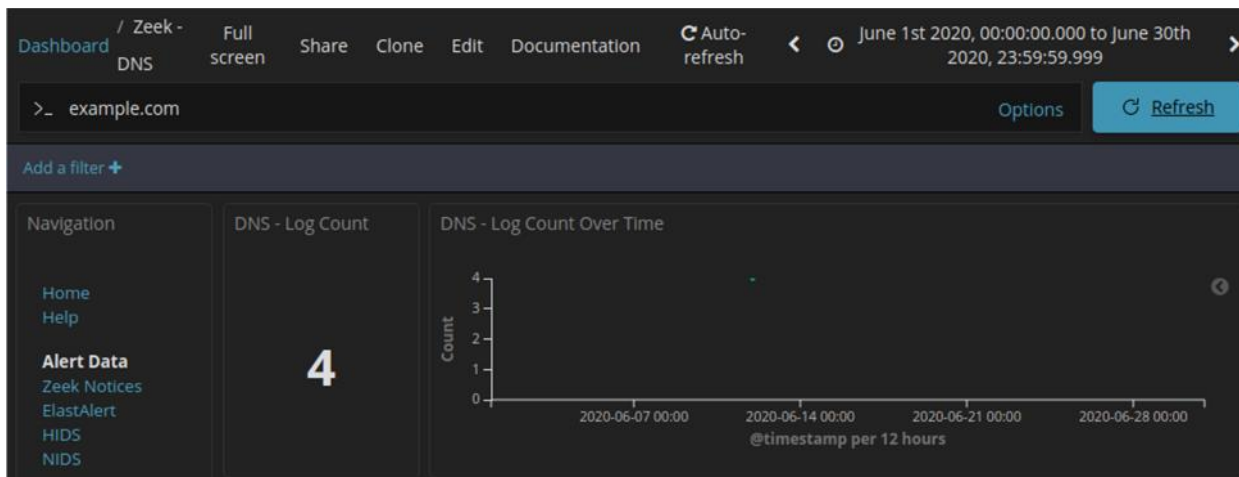 Dashboard / Zeek - DNS
Full screen
Share
Clone
Edit
Documentation
Auto-refresh
June 1st 2020, 00:00:00.000 to June 30th 2020, 23:59:59.999
>_ example.com
Options
Refresh
Add a filter +
Navigation
Home
Help
Alert Data
Zeek Notices
ElastAlert
HIDS
NIDS
DNS - Log Count
4
DNS - Log Count Over Time
Count
4
3
2
1
0
2020-06-07 00:00
2020-06-14 00:00
2020-06-21 00:00
2020-06-28 00:00
@timestamp per 12 hours